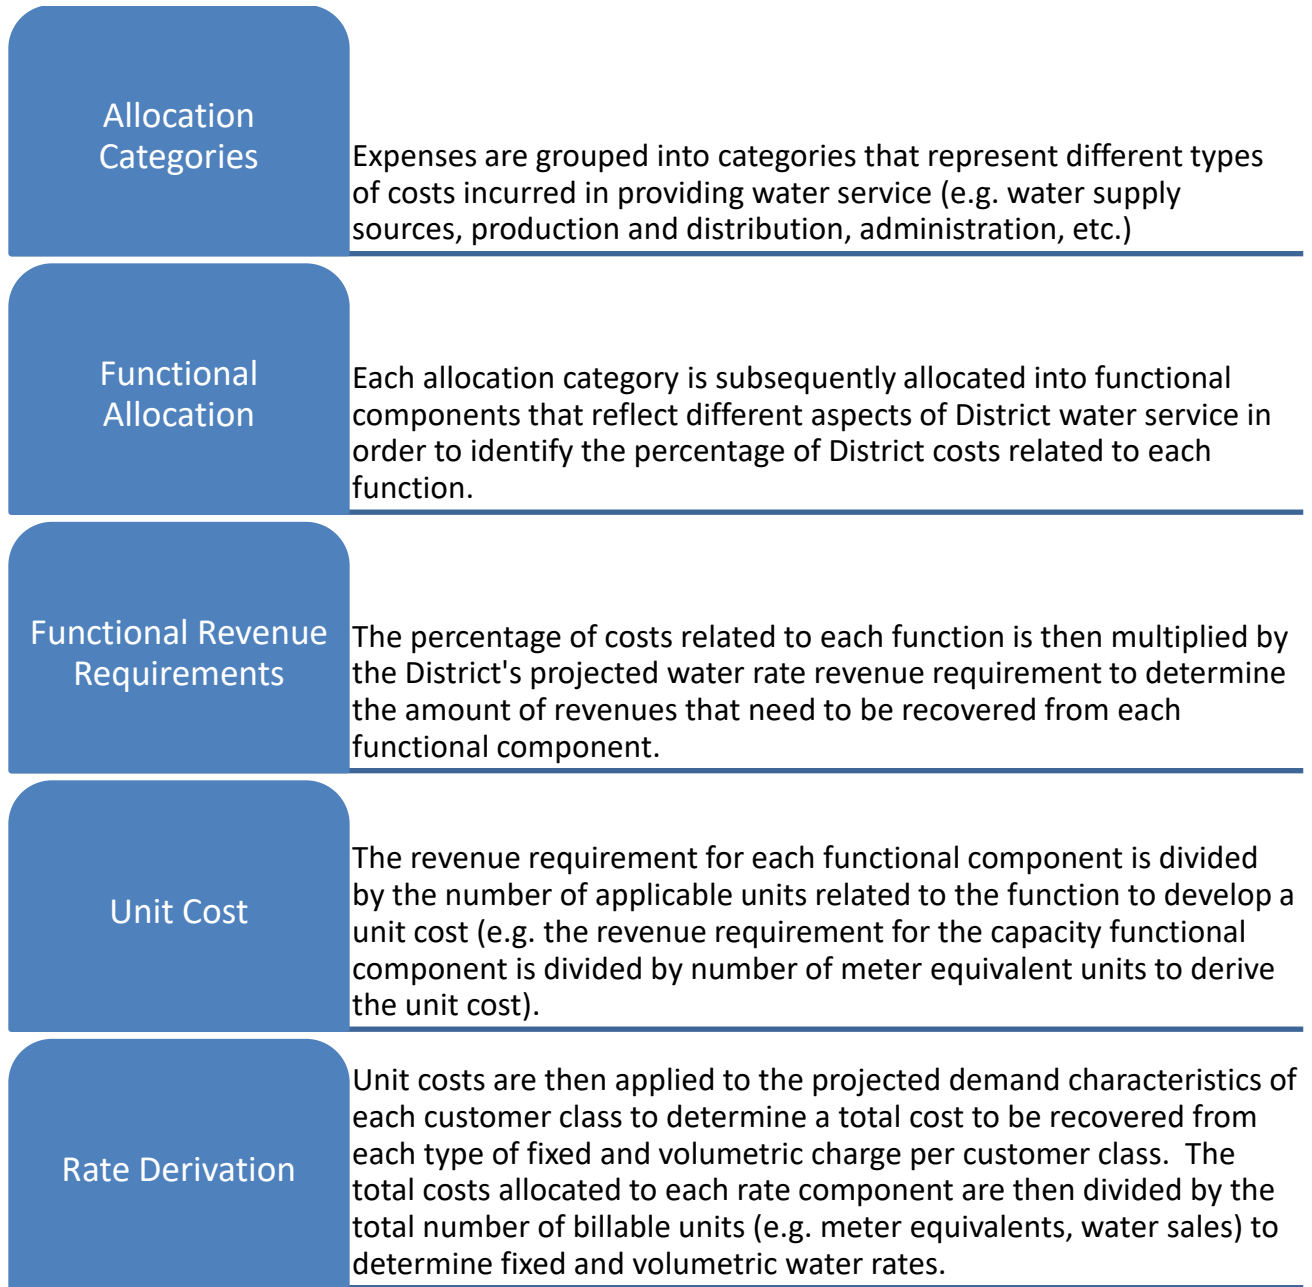 Allocation
Categories
Expenses are grouped into categories that represent different types
of costs incurred in providing water service (e.g. water supply
sources, production and distribution, administration, etc.)
Functional
Allocation
Each allocation category is subsequently allocated into functional
components that reflect different aspects of District water service in
order to identify the percentage of District costs related to each
function.
Functional Revenue
Requirements
The percentage of costs related to each function is then multiplied by
the District's projected water rate revenue requirement to determine
the amount of revenues that need to be recovered from each
functional component.
Unit Cost
The revenue requirement for each functional component is divided
by the number of applicable units related to the function to develop a
unit cost (e.g. the revenue requirement for the capacity functional
component is divided by number of meter equivalent units to derive
the unit cost).
Rate Derivation
Unit costs are then applied to the projected demand characteristics of
each customer class to determine a total cost to be recovered from
each type of fixed and volumetric charge per customer class.  The
total costs allocated to each rate component are then divided by the
total number of billable units (e.g. meter equivalents, water sales) to
determine fixed and volumetric water rates.